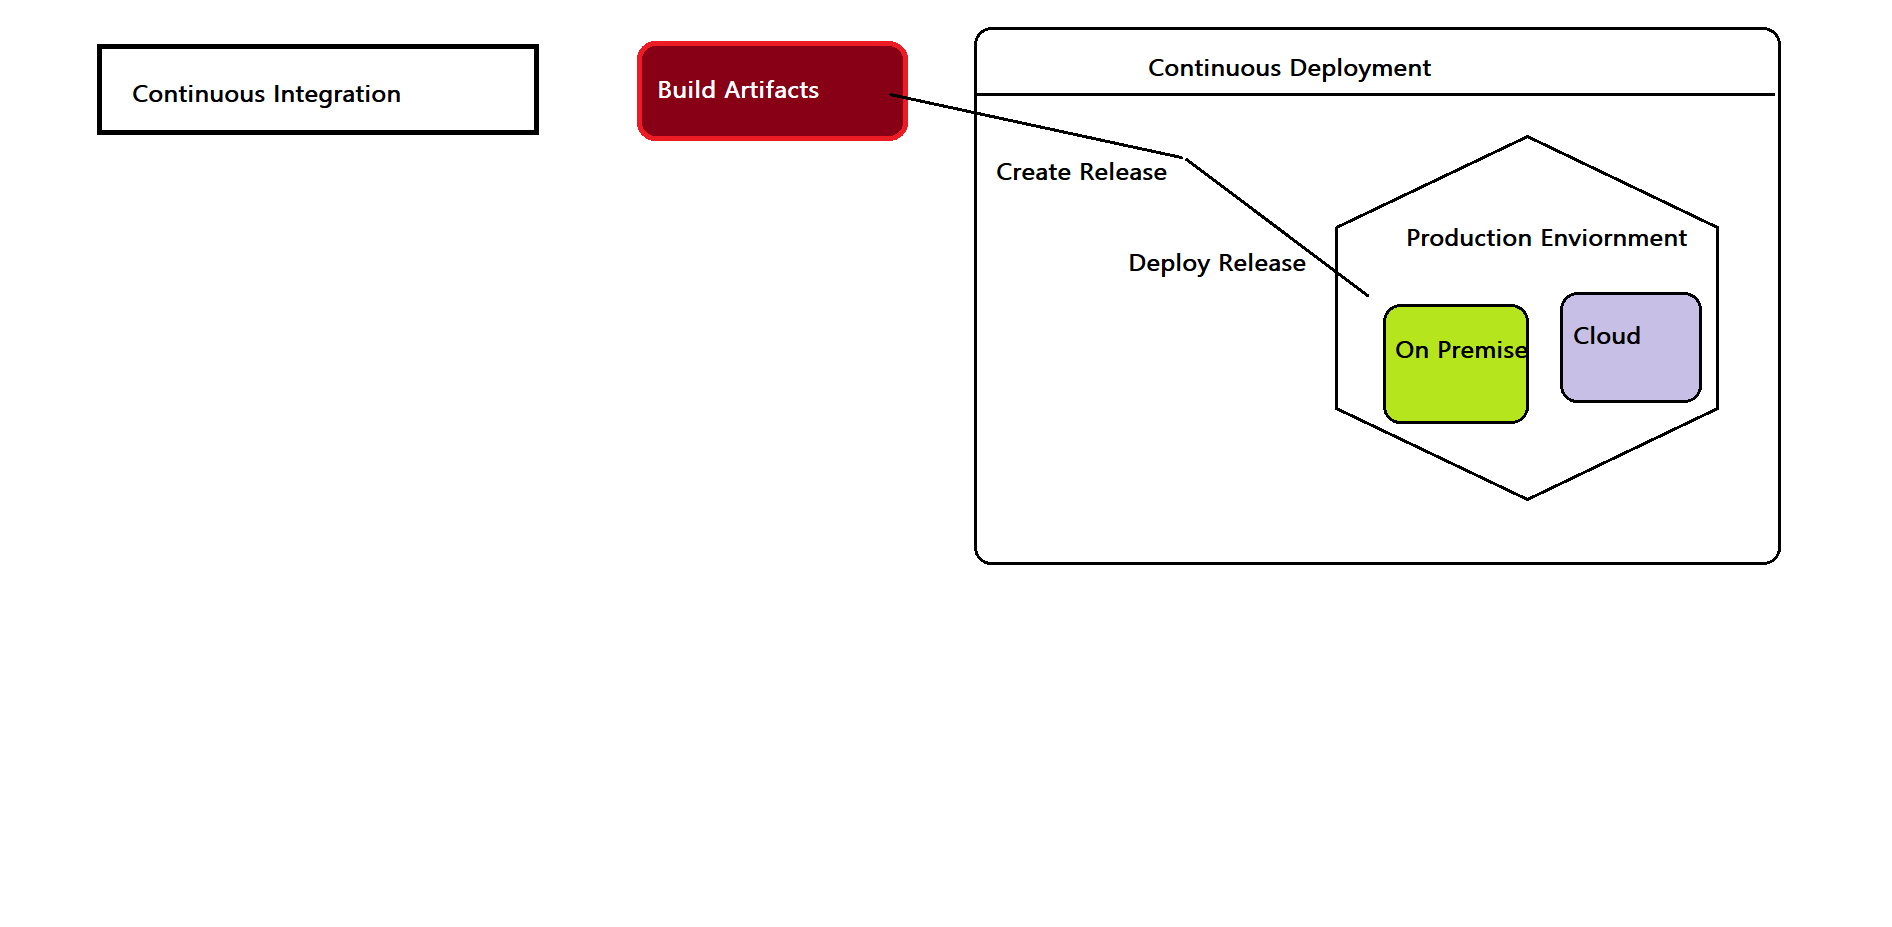 Continuous Integration
Build Artifacts
Continuous Deployment
Create Release
Deploy Release
Production Enviornment
On Premise
Cloud